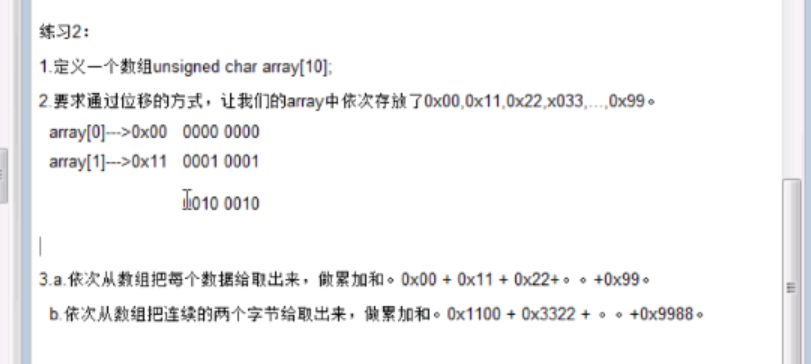 练习2：
1.定义一个数组unsigned char array[10];
2.要求通过位移的方式，让我们的array中依次存放了0x00,0x11,0x22,x033,...,0x99。
array[0]--->0x00 0000 0000
array[1]--->0x11 0001 0001
0010 0010
3.a.依次从数组把每个数据给取出来，做累加和。0x00 + 0x11 + 0x22+。。+0x99。
b.依次从数组把连续的两个字节给取出来，做累加和。0x1100 + 0x3322 + 。。+0x9988。